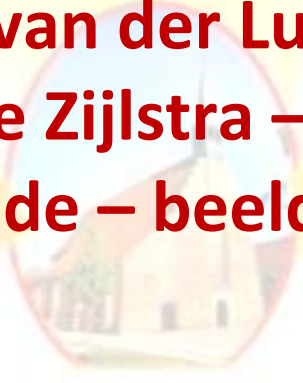 van der Lu
e Zijlstra –
de – beeld